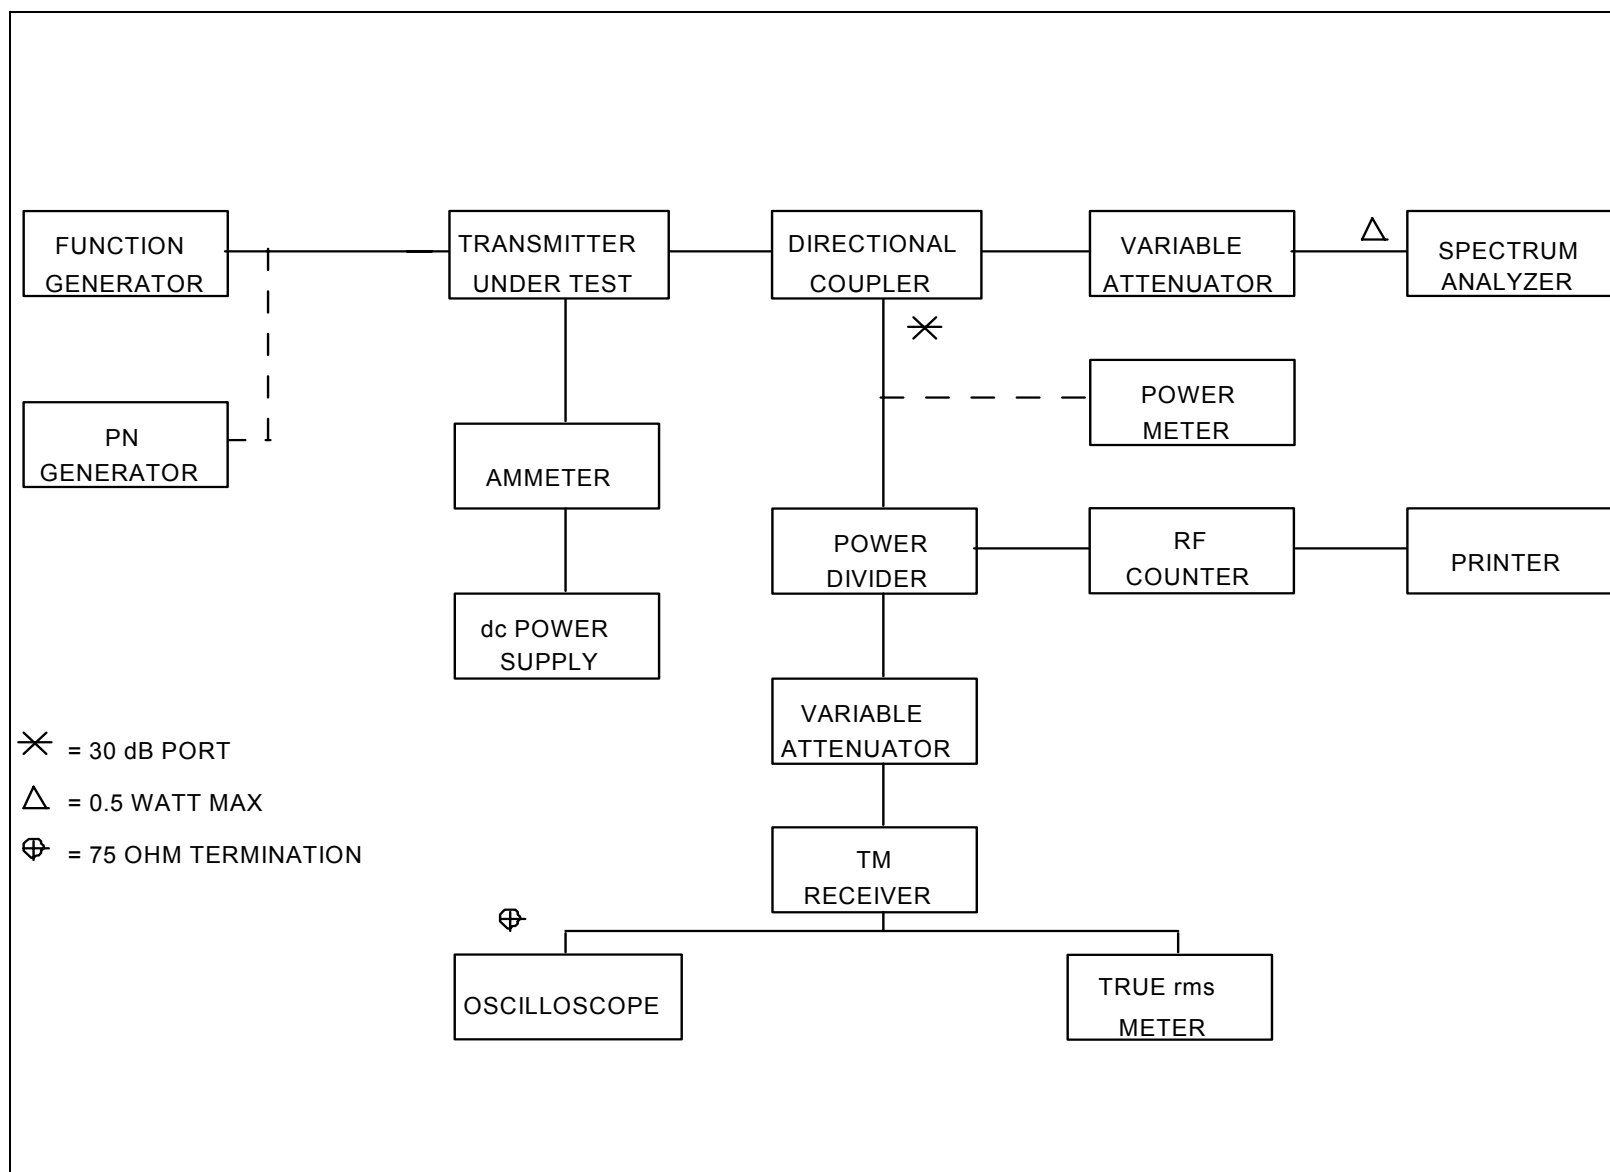 FUNCTION
GENERATOR
TRANSMITTER
UNDER TEST
DIRECTIONAL
COUPLER
VARIABLE
ATTENUATOR
SPECTRUM
ANALYZER
POWER
METER
PN
GENERATOR
AMMETER
POWER
DIVIDER
RF
COUNTER
PRINTER
dc POWER
SUPPLY
VARIABLE
ATTENUATOR
= 30 dB PORT
= 0.5 WATT MAX
= 75 OHM TERMINATION
TM
RECEIVER
OSCILLOSCOPE
TRUE rms
METER